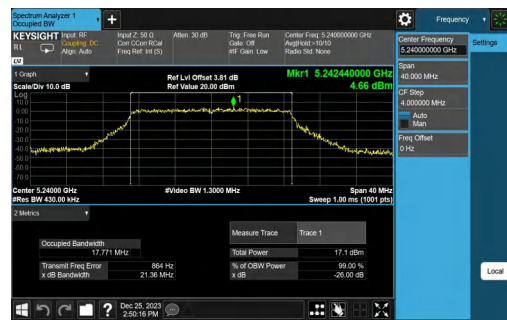 Spectrum Analyzer 1
Occupied BW
+
Frequency
KEYSIGHT Input: RF Input Z: 50 Ω Atten: 30 dB Trig: Free Run Center Freq: 5.240000000 GHz
RL Coupling: DC Corr CCorr RCal Gate: Off Avg|Hold:>10/10
Align: Auto Freq Ref: Int (S) #IF Gain: Low Radio Std: None
LV
1 Graph
Ref Lvl Offset 3.81 dB
Mkr1 5.242440000 GHz
Scale/Div 10.0 dB
Ref Value 20.00 dBm
4.66 dBm
Log
1
10.0
0.00
-10.0
-20.0
-30.0
-40.0
-50.0
-60.0
-70.0
Center 5.24000 GHz
#Video BW 1.3000 MHz
Span 40 MHz
#Res BW 430.00 kHz
Sweep 1.00 ms (1001 pts)
2 Metrics
Measure Trace Trace 1
Occupied Bandwidth
17.771 MHz
Total Power 17.1 dBm
Transmit Freq Error 864 Hz
% of OBW Power 99.00 %
x dB Bandwidth 21.36 MHz
x dB -26.00 dB
? Dec 25, 2023
2:50:16 PM
Center Frequency
5.240000000 GHz
Settings
Span
40.000 MHz
CF Step
4.000000 MHz
Auto
Man
Freq Offset
0 Hz
Local